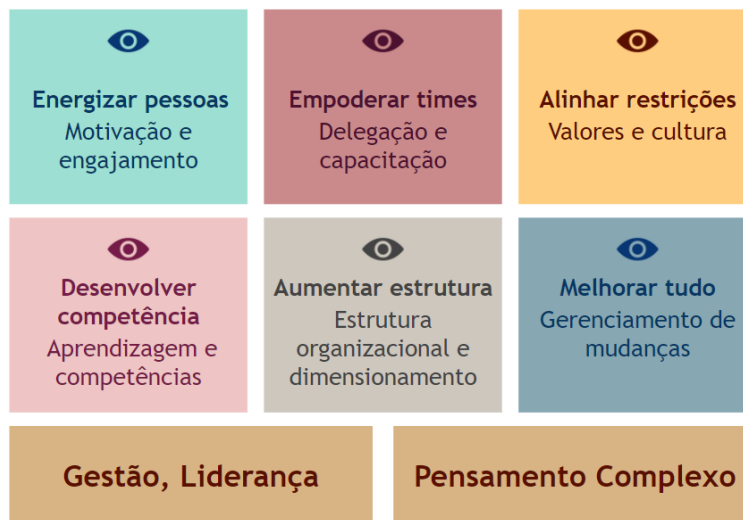 Energizar pessoas
Motivação e
engajamento
Empoderar times
Delegação e
capacitação
Alinhar restrições
Valores e cultura
Desenvolver
competência
Aprendizagem e
competências
Aumentar estrutura
Estrutura
organizacional e
dimensionamento
Melhorar tudo
Gerenciamento de
mudanças
Gestão, Liderança
Pensamento Complexo